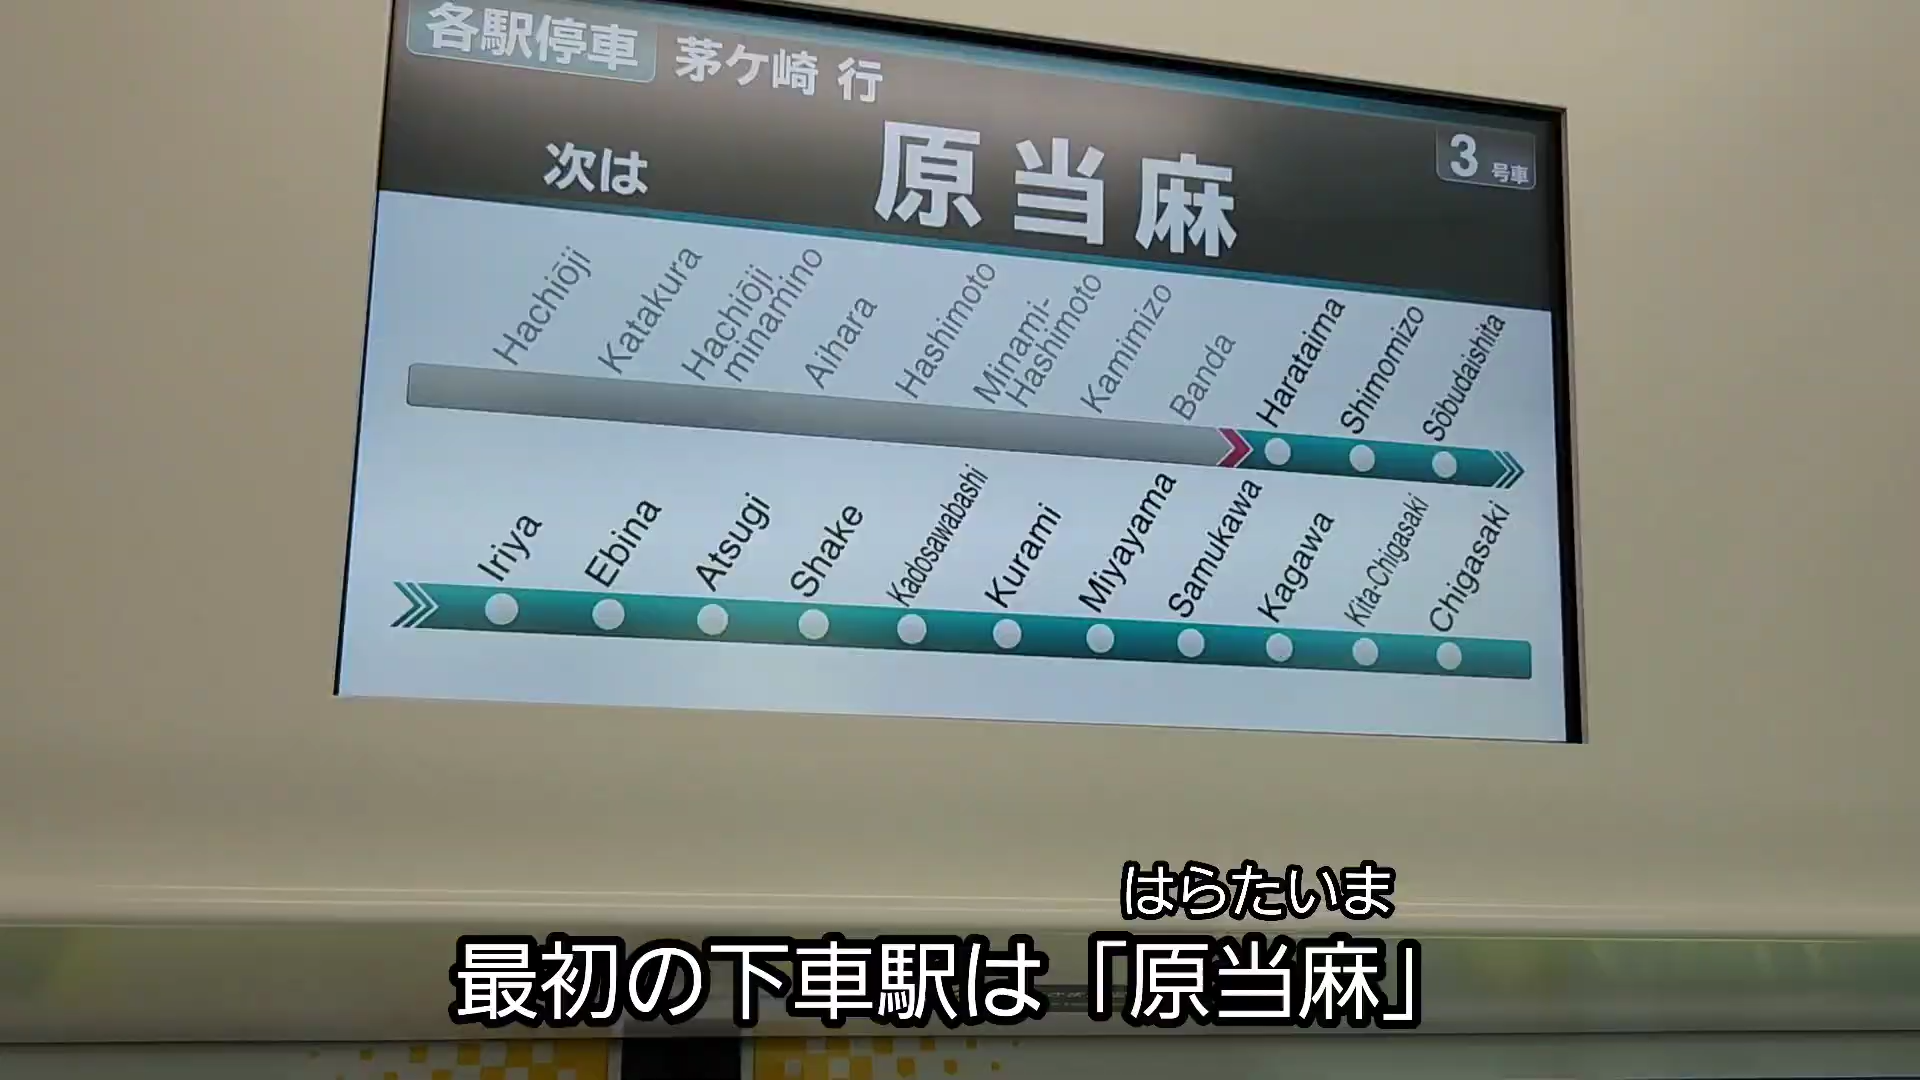 各駅停車 茅ケ崎 行
3 号車
次は 原当麻
Hachiōji
Katakura
Hachiōji
minamino
Aihara
Hashimoto
Minami-
Hashimoto
Kamimizo
Banda
Harataima
Shimomizo
Sōbudaishita
Iriya
Ebina
Atsugi
Shake
Kadosawabashi
Kurami
Miyayama
Samukawa
Kagawa
Kita-Chigasaki
Chigasaki
はらたいま
最初の下車駅は「原当麻」